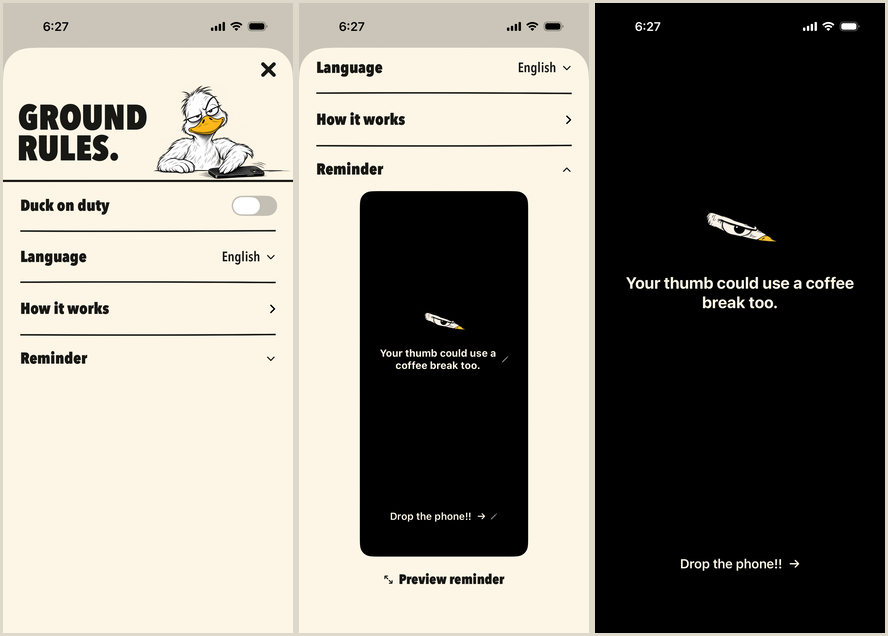 6:27
GROUND
RULES.
Duck on duty
Language
English
How it works
Reminder
6:27
Language
English
How it works
Reminder
Your thumb could use a
coffee break too.
Drop the phone!! →
Preview reminder
6:27
Your thumb could use a coffee
break too.
Drop the phone!! →